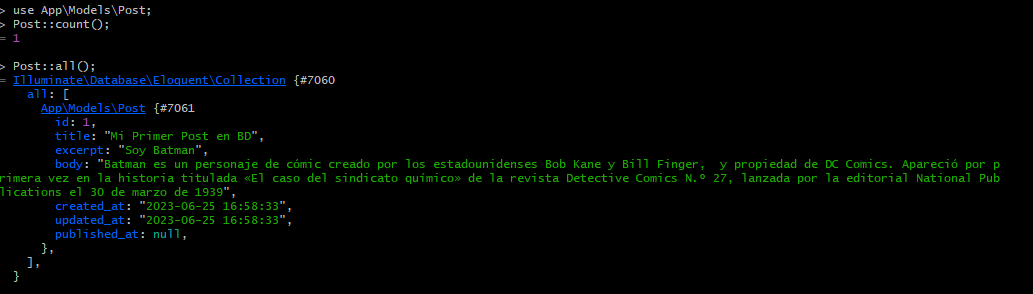 > use App\Models\Post;
> Post::count();
= 1
> Post::all();
= Illuminate\Database\Eloquent\Collection {#7060
all: [
App\Models\Post {#7061
id: 1,
title: "Mi Primer Post en BD",
excerpt: "Soy Batman",
body: "Batman es un personaje de cómic creado por los estadounidenses Bob Kane y Bill Finger,  y propiedad de DC Comics. Apareció por p
rimera vez en la historia titulada «El caso del sindicato químico» de la revista Detective Comics N.º 27, lanzada por la editorial National Pub
lications el 30 de marzo de 1939",
created_at: "2023-06-25 16:58:33",
updated_at: "2023-06-25 16:58:33",
published_at: null,
},
],
}